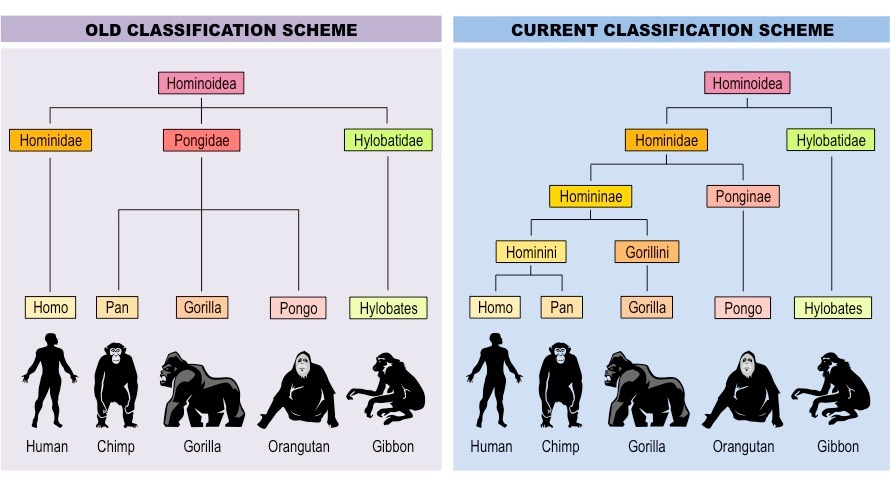 OLD CLASSIFICATION SCHEME
Hominoidea
Hominidae
Pongidae
Hylobatidae
Homo
Pan
Gorilla
Pongo
Hylobates
Human
Chimp
Gorilla
Orangutan
Gibbon
CURRENT CLASSIFICATION SCHEME
Hominoidea
Hominidae
Hylobatidae
Homininae
Ponginae
Hominini
Gorillini
Homo
Pan
Gorilla
Pongo
Hylobates
Human
Chimp
Gorilla
Orangutan
Gibbon